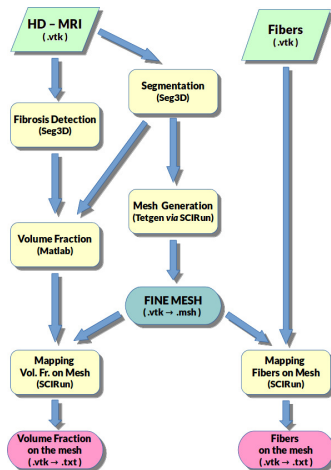 HD – MRI
(.vtk)
Fibers
(.vtk)
Segmentation
(Seg3D)
Fibrosis Detection
(Seg3D)
Mesh Generation
(Tetgen via SCIRun)
Volume Fraction
(Matlab)
FINE MESH
(.vtk → .msh)
Mapping
Vol. Fr. on Mesh
(SCIRun)
Mapping
Fibers on Mesh
(SCIRun)
Volume Fraction
on the mesh
(.vtk → .txt)
Fibers
on the mesh
(.vtk → .txt)